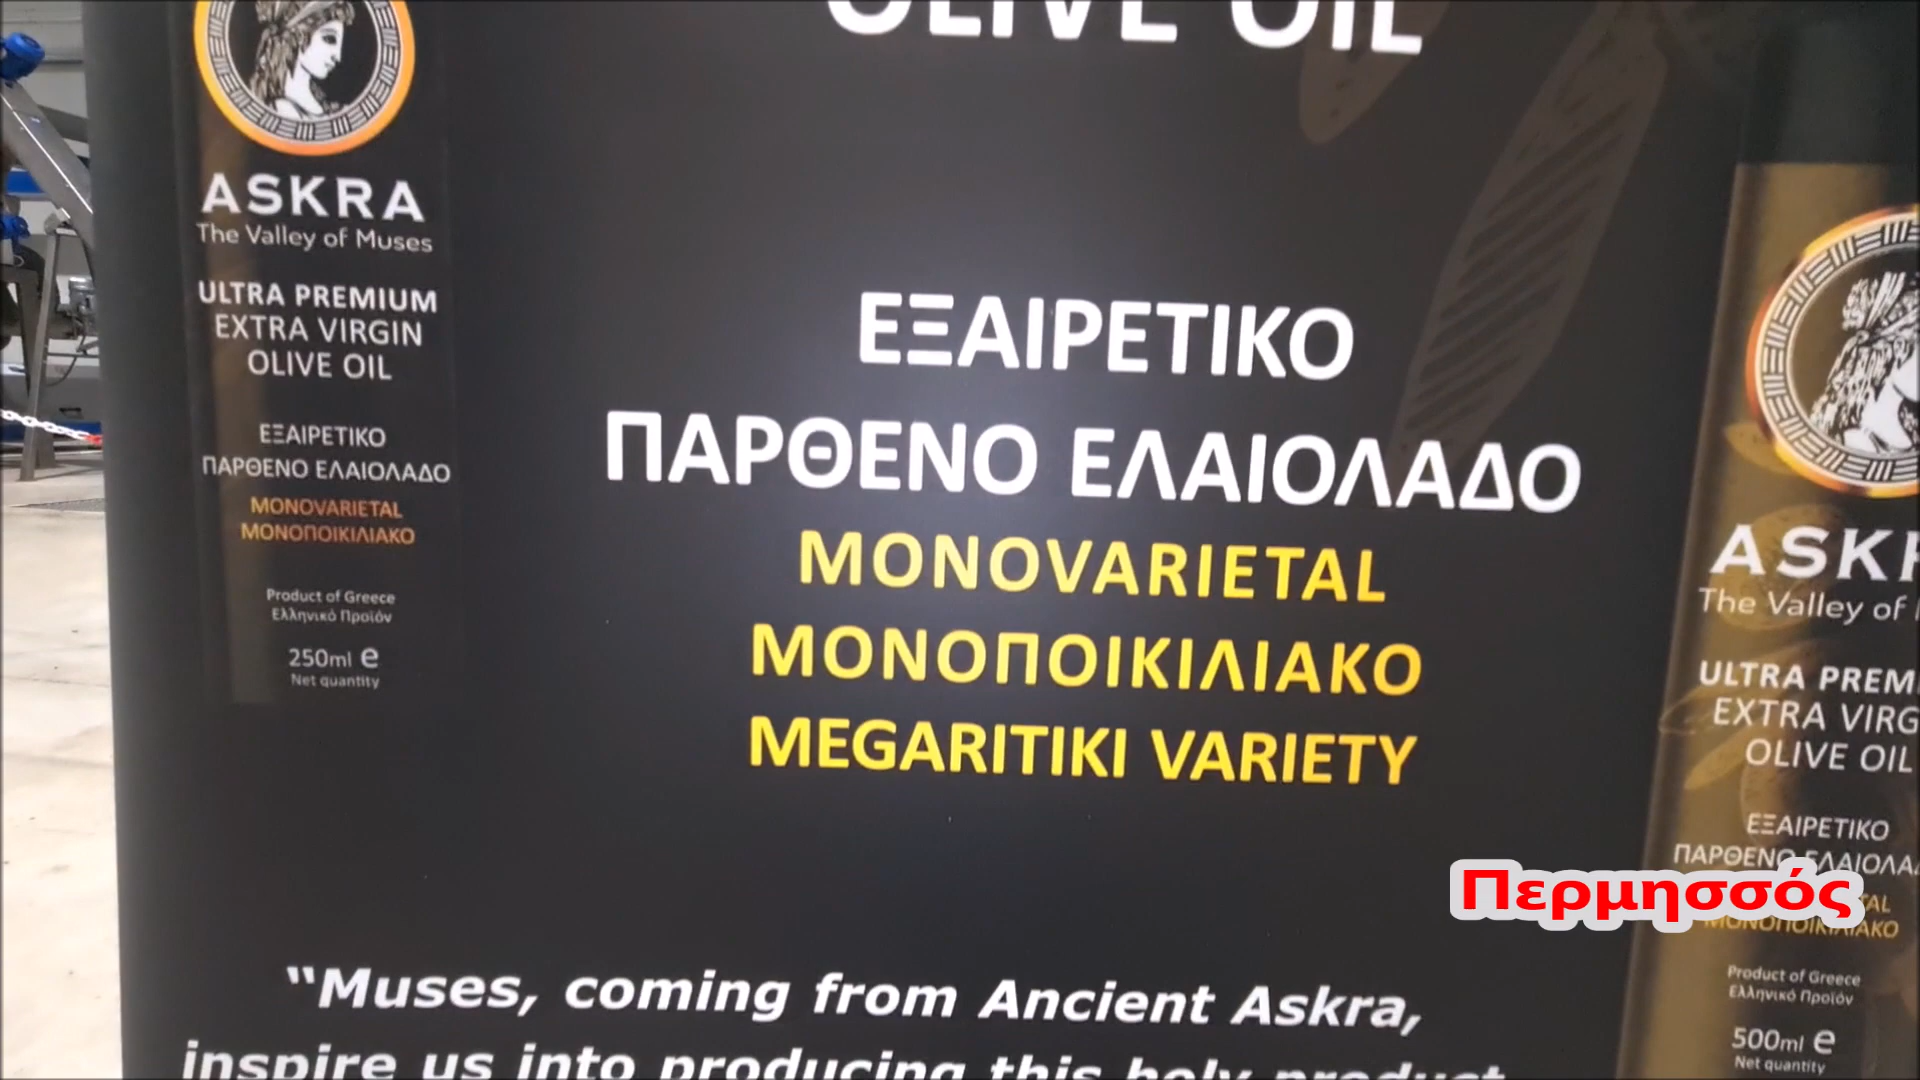 OLIVE OIL
ASKRA
The Valley of Muses
ULTRA PREMIUM
EXTRA VIRGIN
OLIVE OIL
ΕΞΑΙΡΕΤΙΚΟ
ΠΑΡΘΕΝΟ ΕΛΑΙΟΛΑΔΟ
MONOVARIETAL
ΜΟΝΟΠΟΙΚΙΛΙΑΚΟ
Product of Greece
Ελληνικό Προϊόν
250ml e
Net quantity
ΕΞΑΙΡΕΤΙΚΟ
ΠΑΡΘΕΝΟ ΕΛΑΙΟΛΑΔΟ
MONOVARIETAL
ΜΟΝΟΠΟΙΚΙΛΙΑΚΟ
MEGARITIKI VARIETY
“Muses, coming from Ancient Askra,
inspire us into producing this holy product
ASKR
The Valley of
ULTRA PREMI
EXTRA VIRG
OLIVE OIL
ΕΞΑΙΡΕΤΙΚΟ
ΠΑΡΘΕΝΟ ΕΛΑΙΟΛΑΔ
TAL
ΜΟΝΟΠΟΙΚΙΛΙΑΚΟ
Product of Greece
Ελληνικό Προϊόν
500ml e
Net quantity
Περμησσός